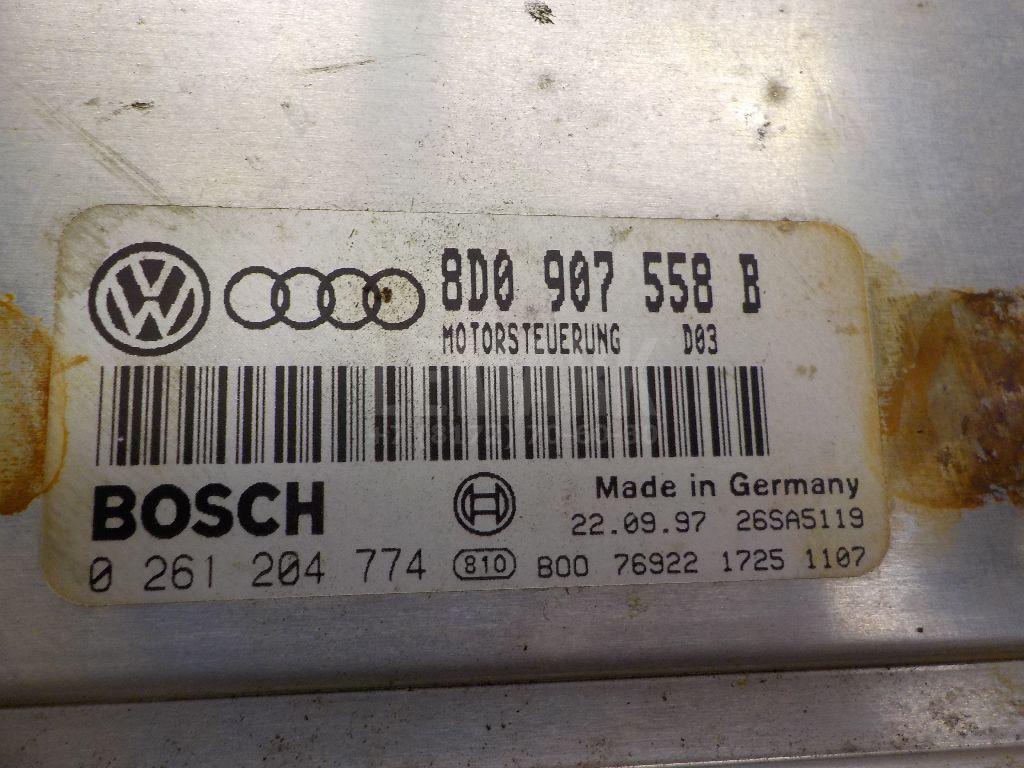 8D0 907 558 B
MOTORSTEUERUNG D03
BOSCH
Made in Germany
22.09.97 26SA5119
0 261 204 774 810 B00 76922 1725 1107